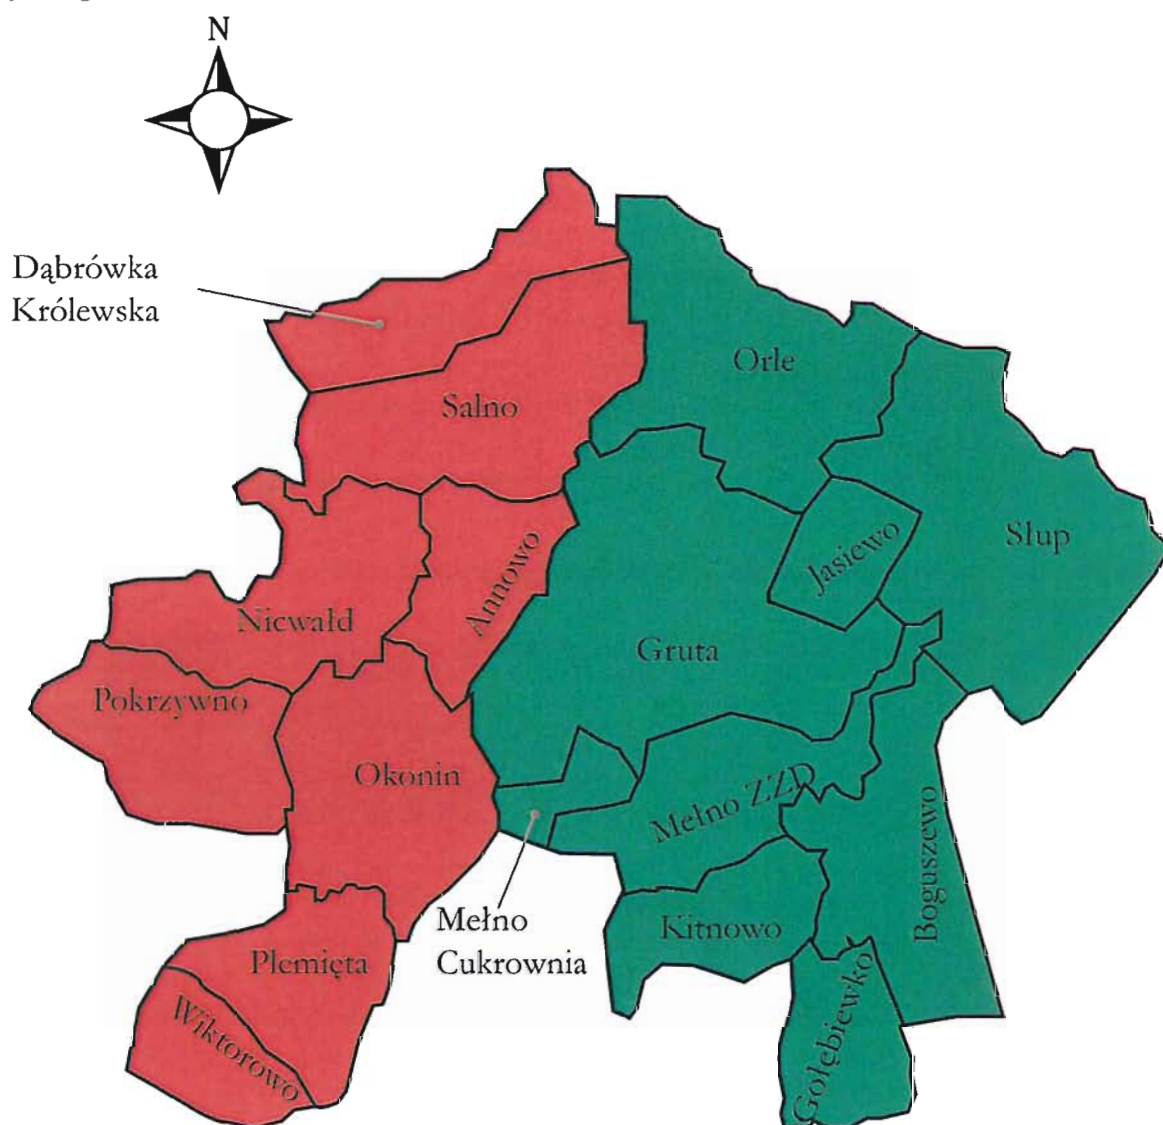 N
Dąbrówka
Królewska
Orle
Salno
Słup
Jasiewo
Annowo
Nicwałd
Gruta
Pokrzywno
Okonin
Mełno ZZD
Boguszewo
Mełno
Cukrownia
Kitnowo
Plemięta
Gołębiewko
Wiktorowo